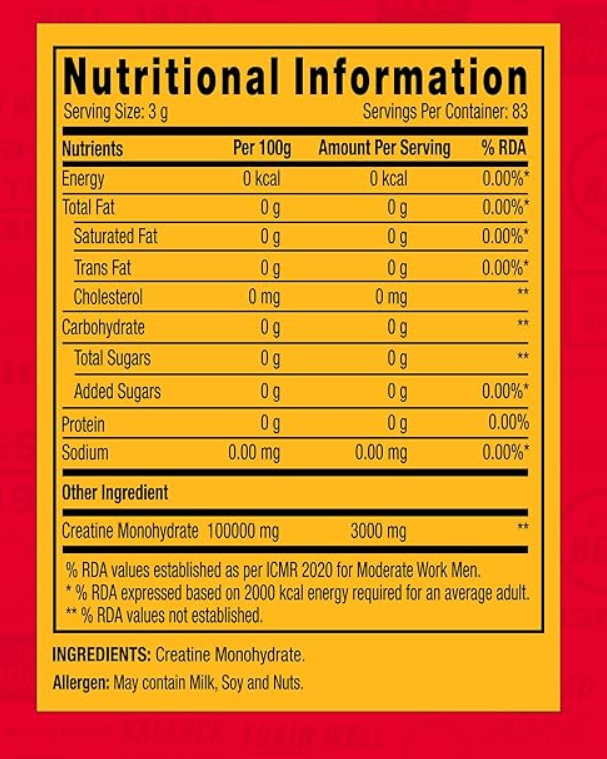 Nutritional Information
Serving Size: 3 g Servings Per Container: 83
Nutrients Per 100g Amount Per Serving % RDA
Energy 0 kcal 0 kcal 0.00%*
Total Fat 0 g 0 g 0.00%*
Saturated Fat 0 g 0 g 0.00%*
Trans Fat 0 g 0 g 0.00%*
Cholesterol 0 mg 0 mg **
Carbohydrate 0 g 0 g **
Total Sugars 0 g 0 g **
Added Sugars 0 g 0 g 0.00%*
Protein 0 g 0 g 0.00%
Sodium 0.00 mg 0.00 mg 0.00%*
Other Ingredient
Creatine Monohydrate 100000 mg 3000 mg **
% RDA values established as per ICMR 2020 for Moderate Work Men.
* % RDA expressed based on 2000 kcal energy required for an average adult.
** % RDA values not established.
INGREDIENTS: Creatine Monohydrate.
Allergen: May contain Milk, Soy and Nuts.